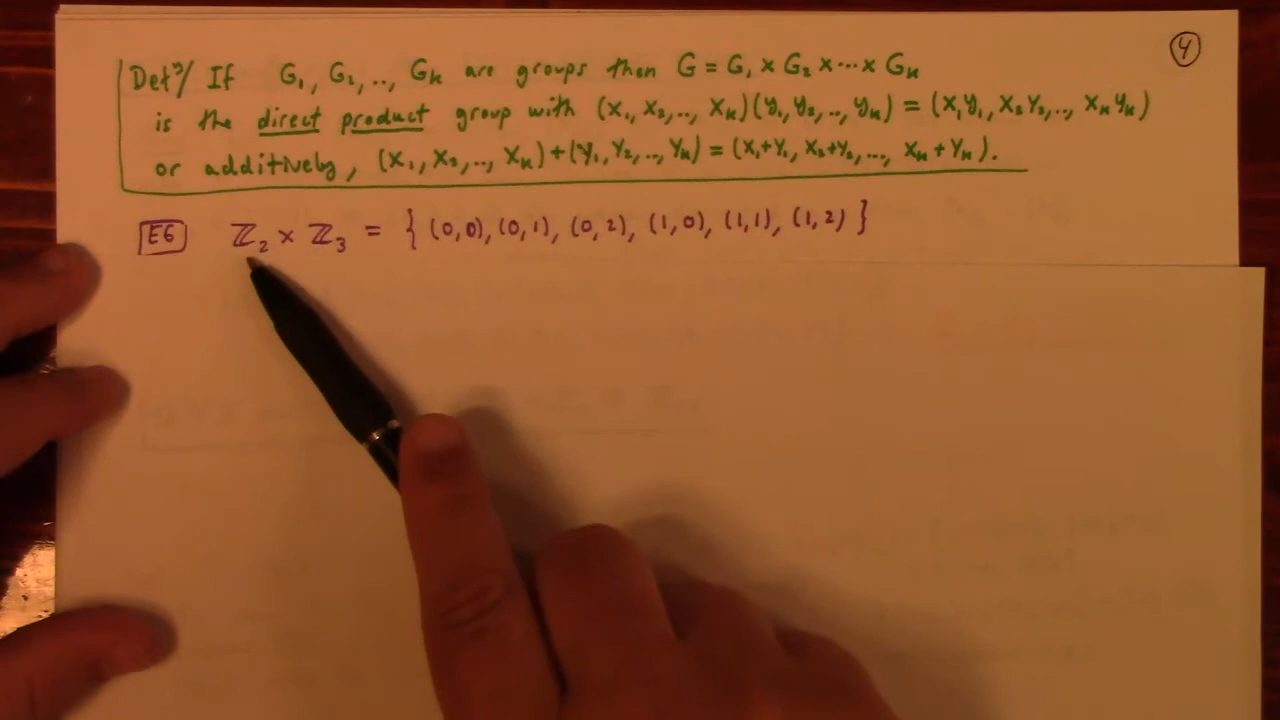 ④
Defⁿ/ If G₁, G₂, .., Gₖ are groups then G = G₁ × G₂ × ⋯ × Gₖ
is the direct product group with (x₁, x₂, .., xₖ)(y₁, y₂, .., yₖ) = (x₁y₁, x₂y₂, .., xₖyₖ)
or additively, (x₁, x₂, .., xₖ)+(y₁, y₂, .., yₖ) = (x₁+y₁, x₂+y₂, ..., xₖ+yₖ).
E6 ℤ₂ × ℤ₃ = { (0,0), (0,1), (0,2), (1,0), (1,1), (1,2) }